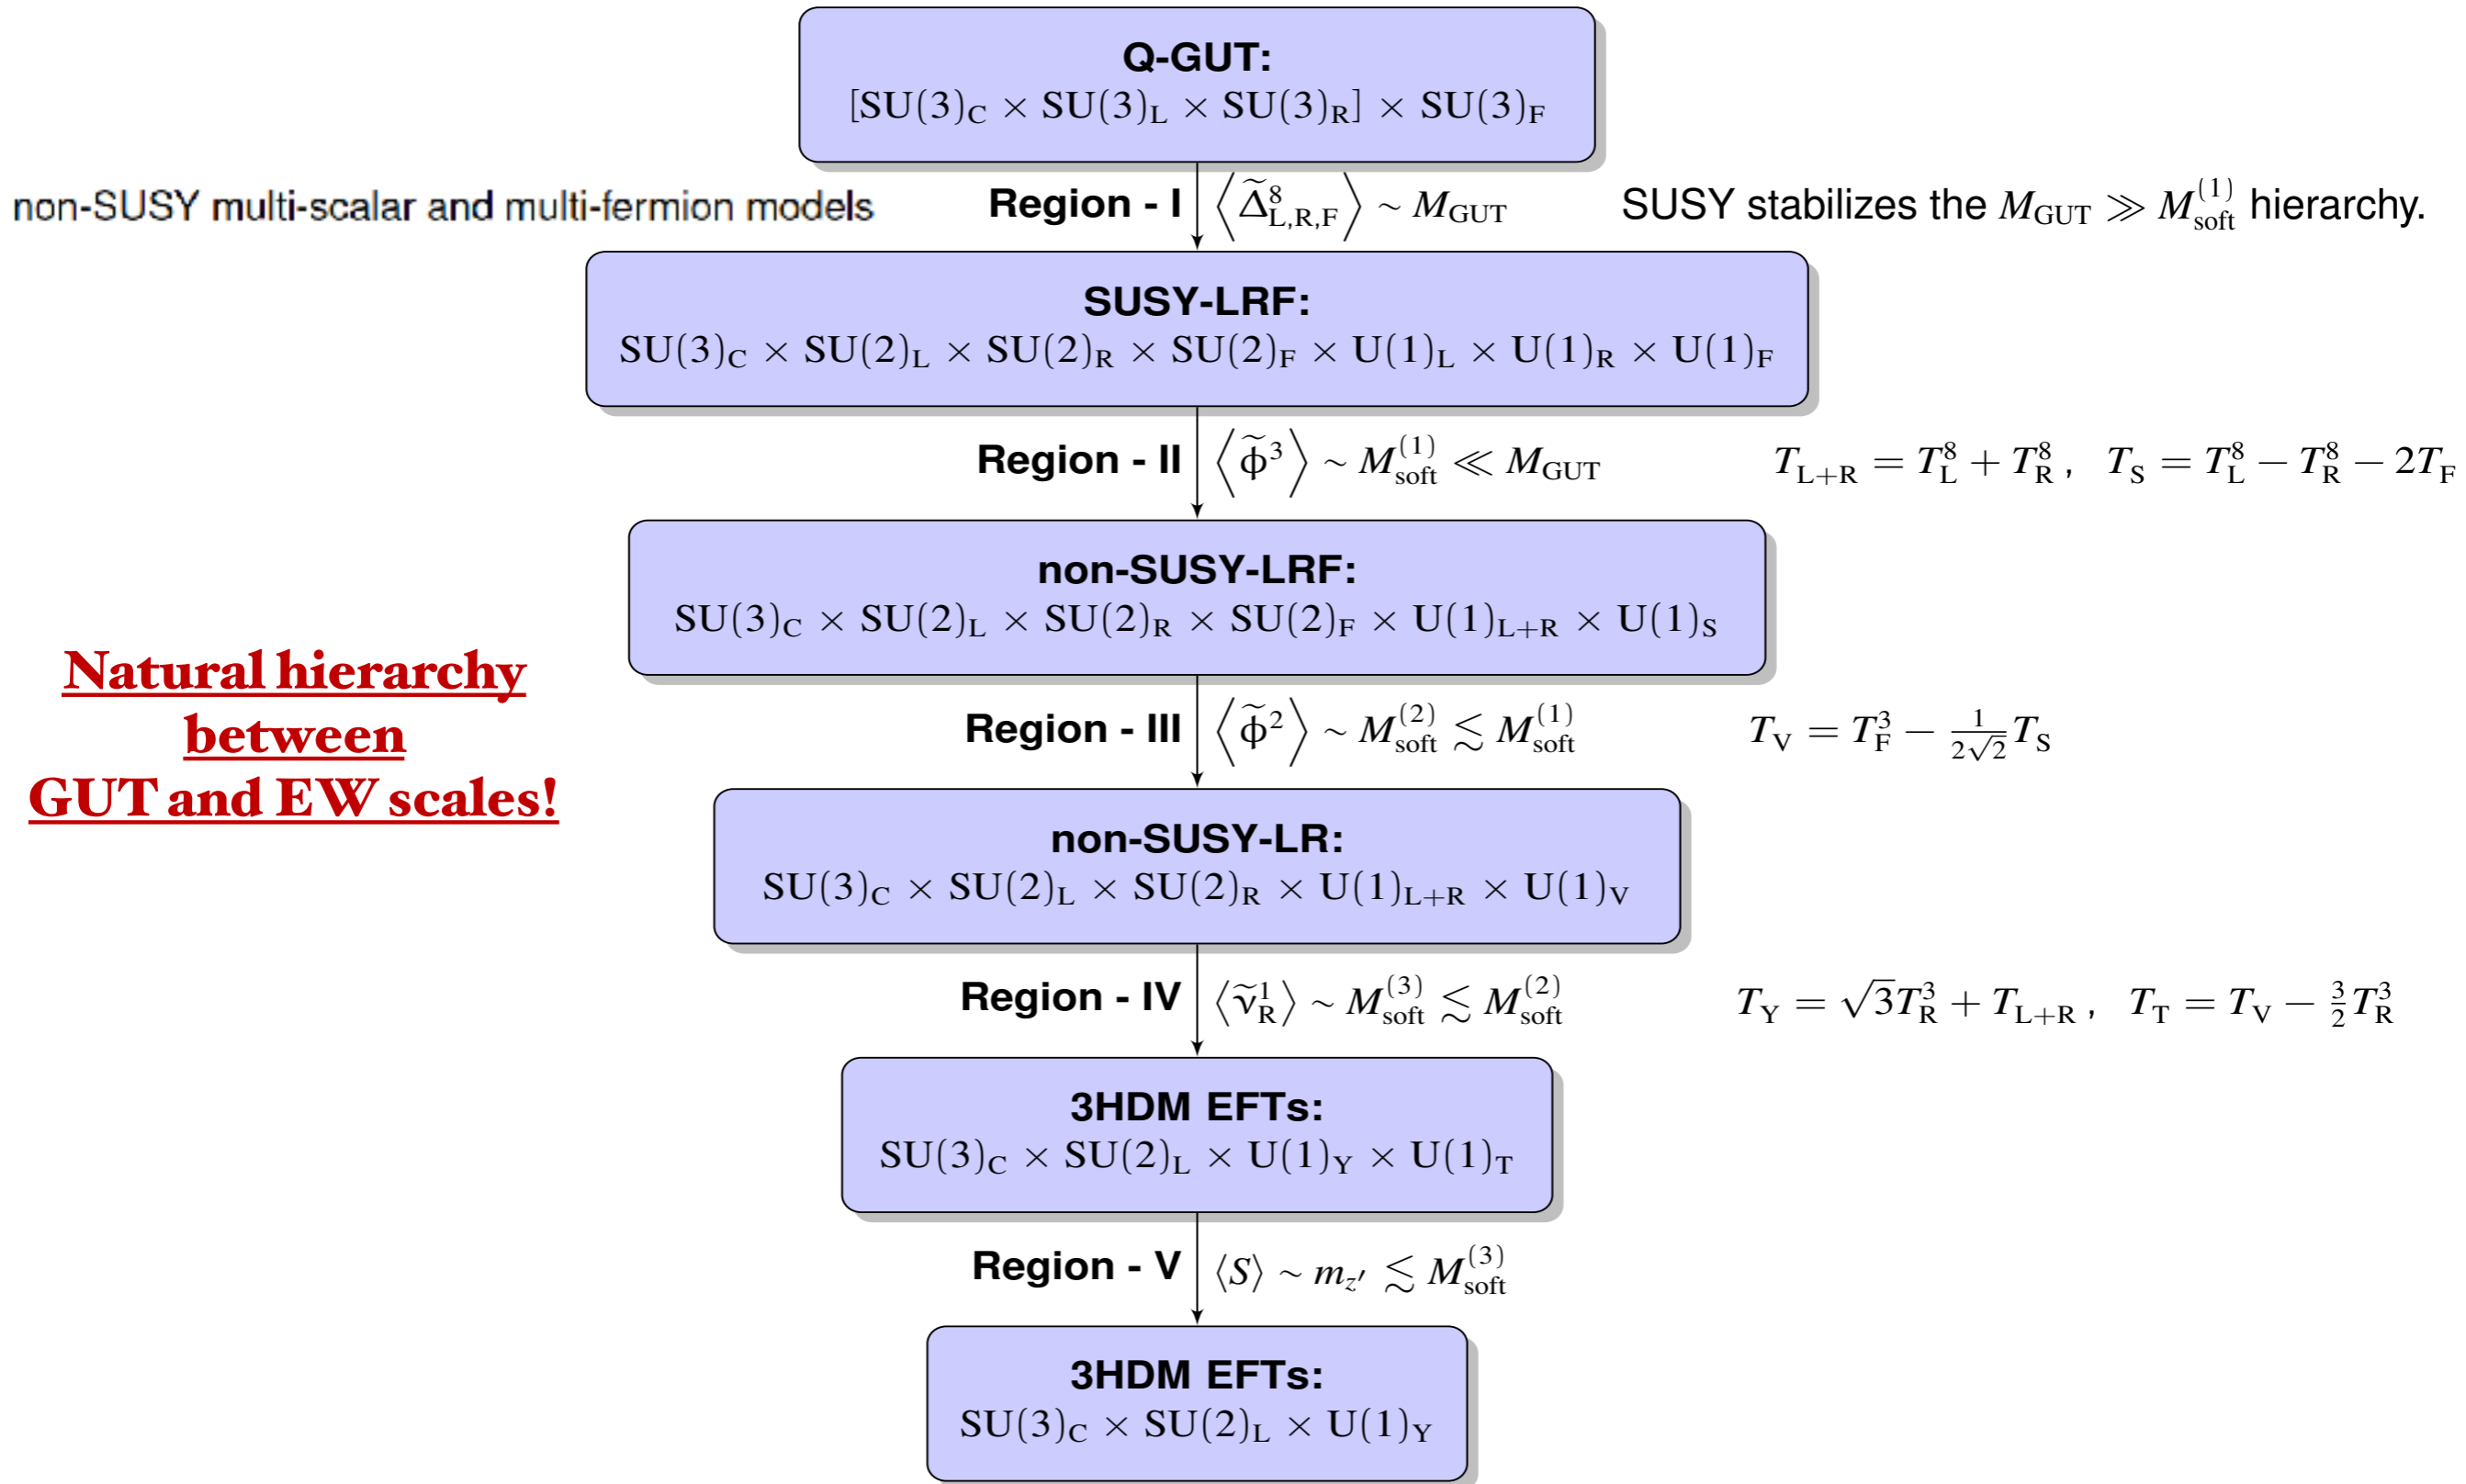 Q-GUT:
[SU(3)_C × SU(3)_L × SU(3)_R] × SU(3)_F
non-SUSY multi-scalar and multi-fermion models
Region - I ⟨Δ̃^8_{L,R,F}⟩ ~ M_GUT
SUSY stabilizes the M_GUT ≫ M^{(1)}_soft hierarchy.
SUSY-LRF:
SU(3)_C × SU(2)_L × SU(2)_R × SU(2)_F × U(1)_L × U(1)_R × U(1)_F
Region - II ⟨ϕ̃^3⟩ ~ M^{(1)}_soft ≪ M_GUT
T_{L+R} = T^8_L + T^8_R , T_S = T^8_L − T^8_R − 2T_F
non-SUSY-LRF:
SU(3)_C × SU(2)_L × SU(2)_R × SU(2)_F × U(1)_{L+R} × U(1)_S
Natural hierarchy
between
GUT and EW scales!
Region - III ⟨ϕ̃^2⟩ ~ M^{(2)}_soft ≲ M^{(1)}_soft
T_V = T^3_F − \frac{1}{2√2} T_S
non-SUSY-LR:
SU(3)_C × SU(2)_L × SU(2)_R × U(1)_{L+R} × U(1)_V
Region - IV ⟨ν̃^1_R⟩ ~ M^{(3)}_soft ≲ M^{(2)}_soft
T_Y = √3T^3_R + T_{L+R} , T_T = T_V − \frac{3}{2}T^3_R
3HDM EFTs:
SU(3)_C × SU(2)_L × U(1)_Y × U(1)_T
Region - V ⟨S⟩ ~ m_{z′} ≲ M^{(3)}_soft
3HDM EFTs:
SU(3)_C × SU(2)_L × U(1)_Y